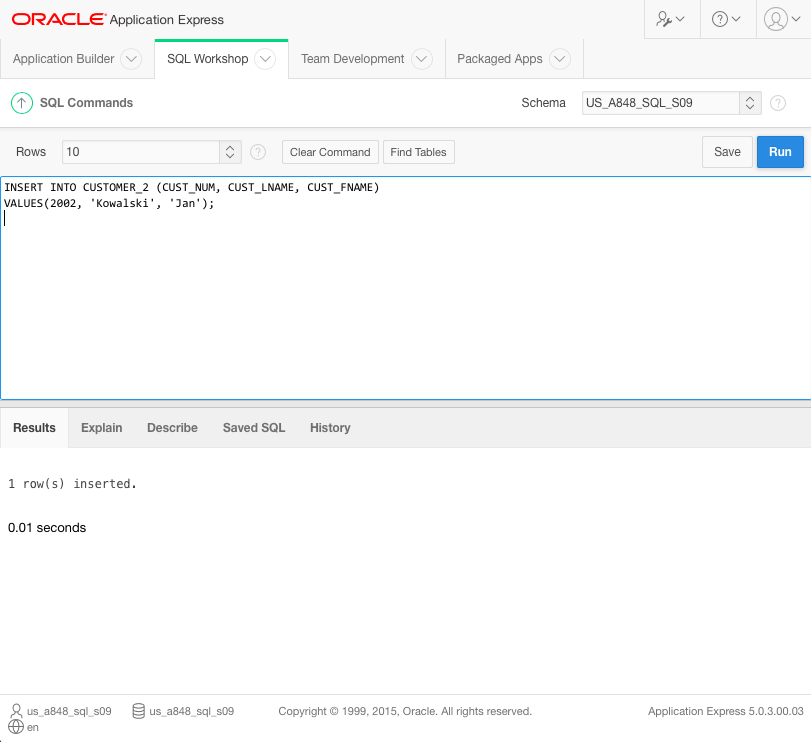 ORACLE® Application Express
Application Builder
SQL Workshop
Team Development
Packaged Apps
SQL Commands
Schema
US_A848_SQL_S09
?
Rows
10
?
Clear Command
Find Tables
Save
Run
INSERT INTO CUSTOMER_2 (CUST_NUM, CUST_LNAME, CUST_FNAME)
VALUES(2002, 'Kowalski', 'Jan');
Results
Explain
Describe
Saved SQL
History
1 row(s) inserted.
0.01 seconds
us_a848_sql_s09
us_a848_sql_s09
Copyright © 1999, 2015, Oracle. All rights reserved.
Application Express 5.0.3.00.03
en